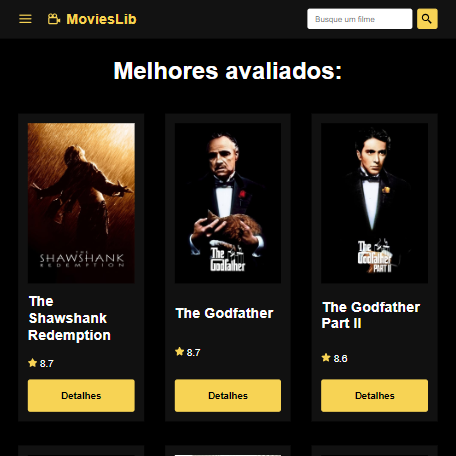 MoviesLib
Busque um filme
Melhores avaliados:
THE
SHAWSHANK
REDEMPTION
The
Godfather
The
Godfather
PART II
The
Shawshank
Redemption
The Godfather
The Godfather
Part II
8.7
8.7
8.6
Detalhes
Detalhes
Detalhes